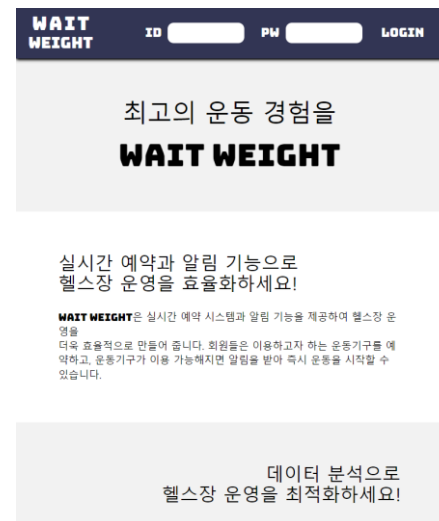 WAIT
WEIGHT
ID
PW
LOGIN
최고의 운동 경험을
WAIT WEIGHT
실시간 예약과 알림 기능으로
헬스장 운영을 효율화하세요!
WAIT WEIGHT은 실시간 예약 시스템과 알림 기능을 제공하여 헬스장 운
영을
더욱 효율적으로 만들어 줍니다. 회원들은 이용하고자 하는 운동기구를 예
약하고, 운동기구가 이용 가능해지면 알림을 받아 즉시 운동을 시작할 수
있습니다.
데이터 분석으로
헬스장 운영을 최적화하세요!